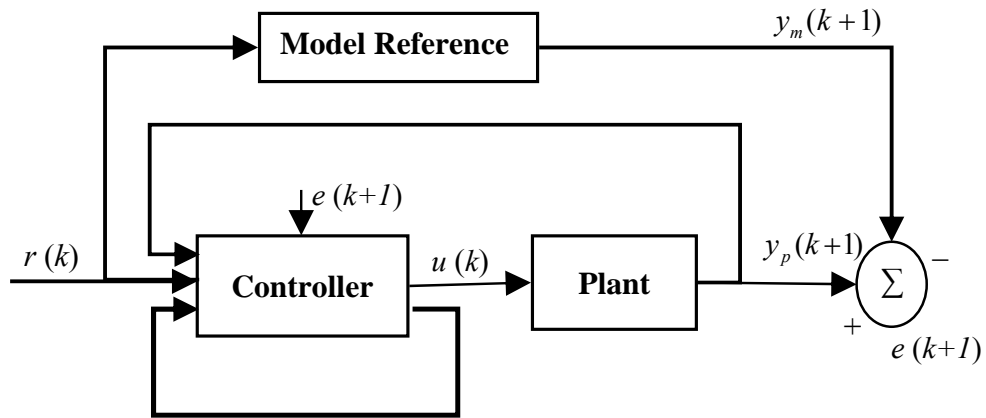 Model Reference
y_m(k+1)
e (k+1)
r (k)
Controller
u (k)
Plant
y_p(k+1)
Σ
−
+
e (k+1)